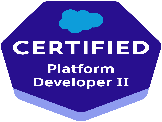 CERTIFIED
Platform
Developer II